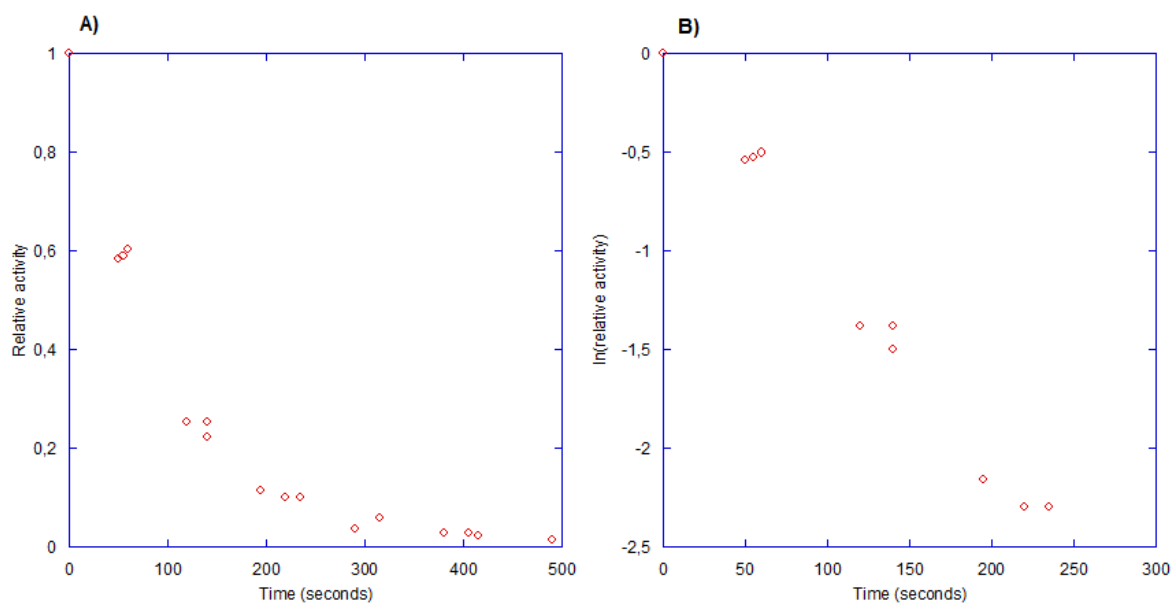 A)
1
0,8
0,6
0,4
0,2
0
Relative activity
0 100 200 300 400 500
Time (seconds)
B)
0
-0,5
-1
-1,5
-2
-2,5
ln(relative activity)
0 50 100 150 200 250 300
Time (seconds)